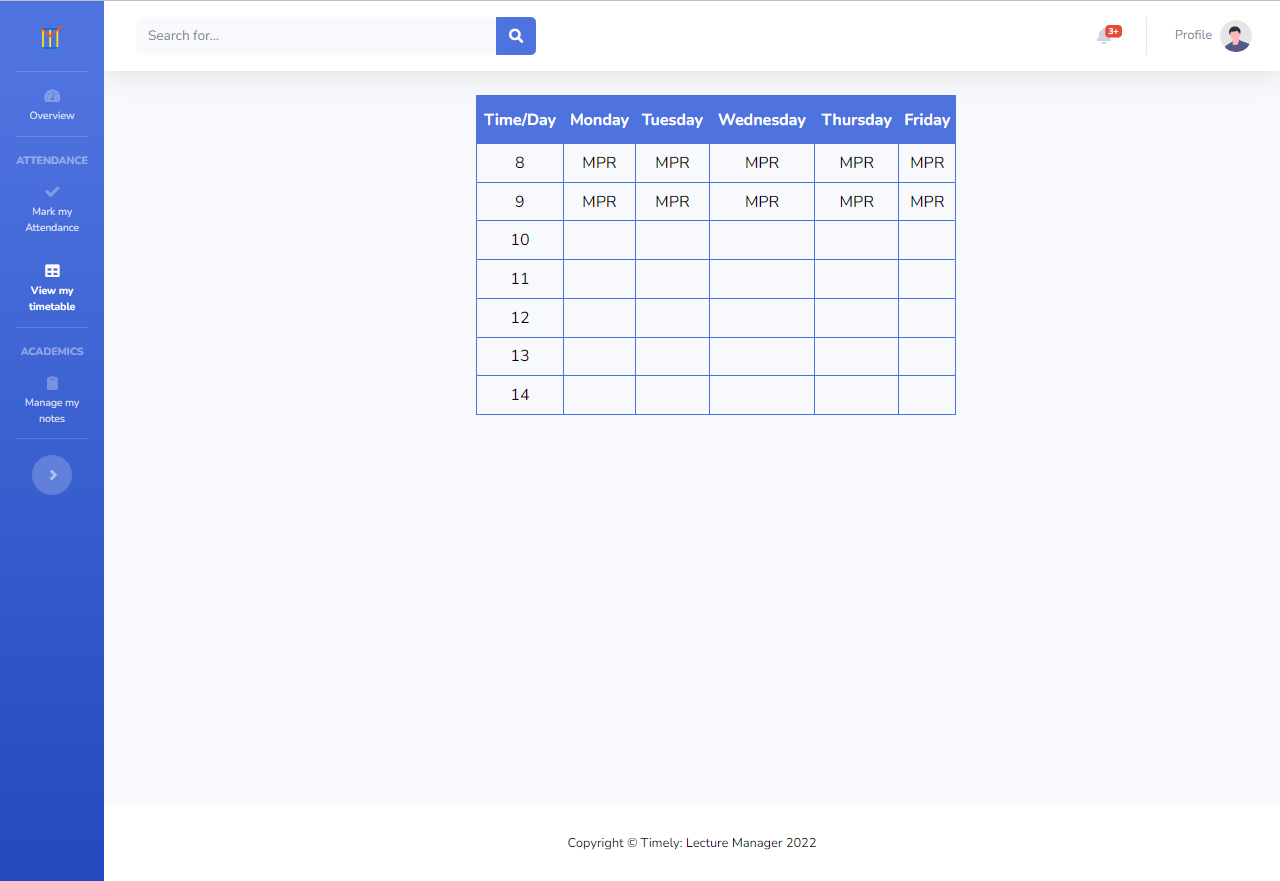 Search for...
3+
Profile
Overview
ATTENDANCE
Mark my
Attendance
View my
timetable
ACADEMICS
Manage my
notes
Time/Day Monday Tuesday Wednesday Thursday Friday
8 MPR MPR MPR MPR MPR
9 MPR MPR MPR MPR MPR
10
11
12
13
14
Copyright © Timely: Lecture Manager 2022